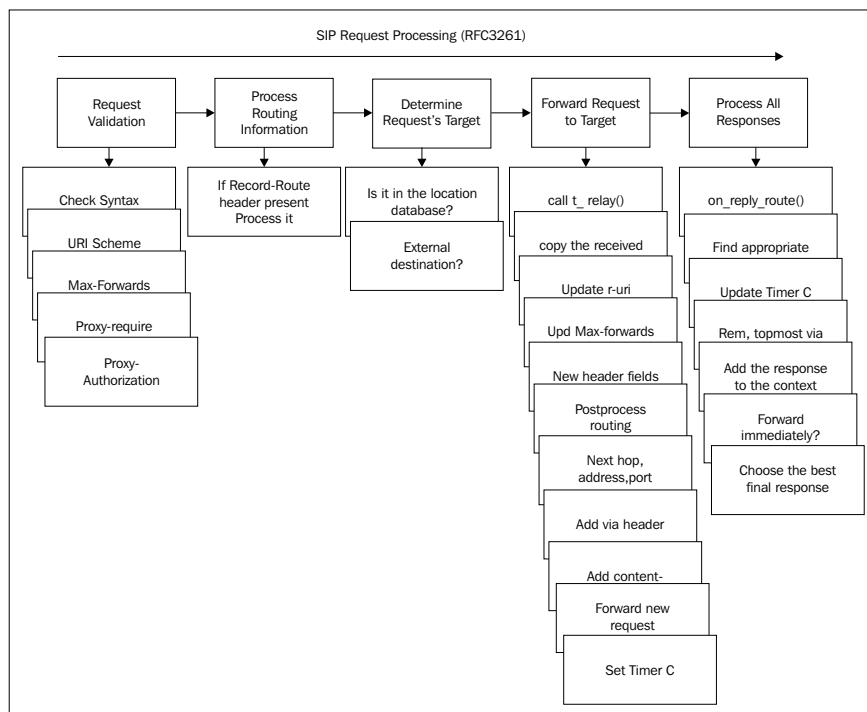 SIP Request Processing (RFC3261)
Request
Validation
Process
Routing
Information
Determine
Request's Target
Forward Request
to Target
Process All
Responses
Check Syntax
URI Scheme
Max-Forwards
Proxy-require
Proxy-
Authorization
If Record-Route
header present
Process it
Is it in the location
database?
External
destination?
call t_ relay()
copy the received
Update r-uri
Upd Max-forwards
New header fields
Postprocess
routing
Next hop,
address,port
Add via header
Add content-
Forward new
request
Set Timer C
on_reply_route()
Find appropriate
Update Timer C
Rem, topmost via
Add the response
to the context
Forward
immediately?
Choose the best
final response